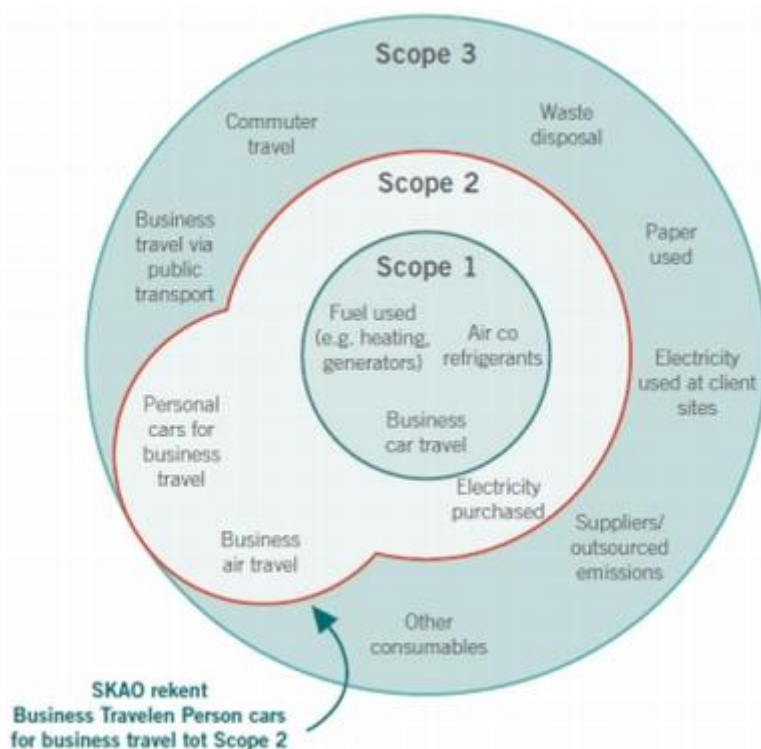 Scope 3
Commuter
travel
Waste
disposal
Scope 2
Business
travel via
public
transport
Paper
used
Scope 1
Fuel used
(e.g. heating,
generators)
Air co
refrigerants
Electricity
used at client
sites
Personal
cars for
business
travel
Business
car travel
Electricity
purchased
Business
air travel
Suppliers/
outsourced
emissions
Other
consumables
SKAO rekent
Business Travelen Person cars
for business travel tot Scope 2